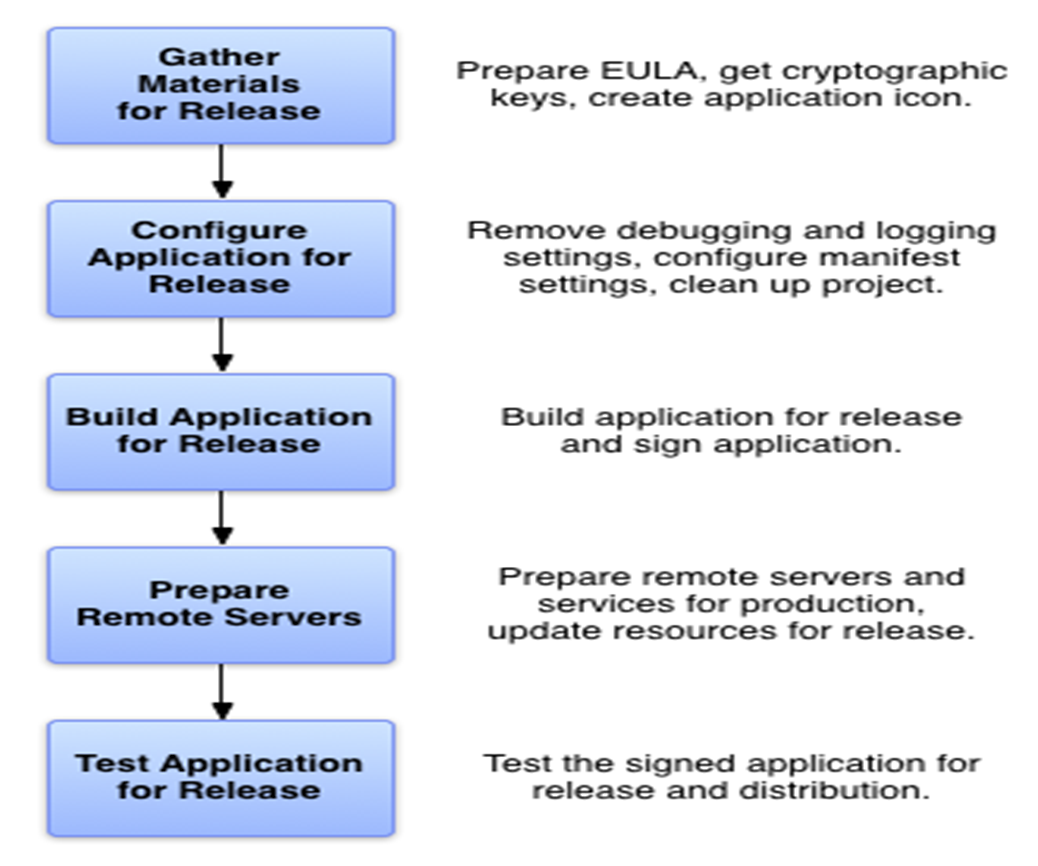 Gather
Materials
for Release
Prepare EULA, get cryptographic
keys, create application icon.
Configure
Application for
Release
Remove debugging and logging
settings, configure manifest
settings, clean up project.
Build Application
for Release
Build application for release
and sign application.
Prepare
Remote Servers
Prepare remote servers and
services for production,
update resources for release.
Test Application
for Release
Test the signed application for
release and distribution.